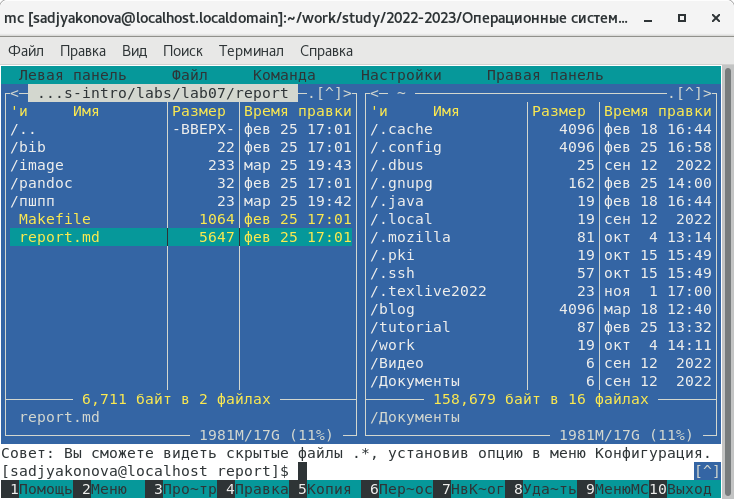 mc [sadjyakonova@localhost.localdomain]:~/work/study/2022-2023/Операционные систем...
Файл Правка Вид Поиск Терминал Справка
Левая панель Файл Команда Настройки Правая панель
<─ ...s-intro/labs/lab07/report ─.[^]> <─ ~ ─.[^]>
'и Имя Размер Время правки 'и Имя Размер Время правки
/.. -ВВЕРХ- фев 25 17:01 /.cache 4096 фев 18 16:44
/bib 22 фев 25 17:01 /.config 4096 фев 25 16:58
/image 233 мар 25 19:43 /.dbus 25 сен 12 2022
/pandoc 32 фев 25 17:01 /.gnupg 162 фев 25 14:00
/пшпп 23 мар 25 19:42 /.java 19 фев 18 16:44
Makefile 1064 фев 25 17:01 /.local 19 сен 12 2022
report.md 5647 фев 25 17:01 /.mozilla 81 окт 4 13:14
/.pki 19 окт 15 15:49
/.ssh 57 окт 15 15:49
/.texlive2022 23 ноя 1 17:00
/blog 4096 мар 18 12:40
/tutorial 87 фев 25 13:32
/work 19 окт 4 14:11
/Видео 6 сен 12 2022
/Документы 6 сен 12 2022
6,711 байт в 2 файлах 158,679 байт в 16 файлах
report.md /Документы
1981M/17G (11%) 1981M/17G (11%)
Совет: Вы сможете видеть скрытые файлы .*, установив опцию в меню Конфигурация.
[sadjyakonova@localhost report]$ [^]
1Помощь 2Меню 3Про~тр 4Правка 5Копия 6Пер~ос 7НвК~ог 8Уда~ть 9МенюMC 10Выход